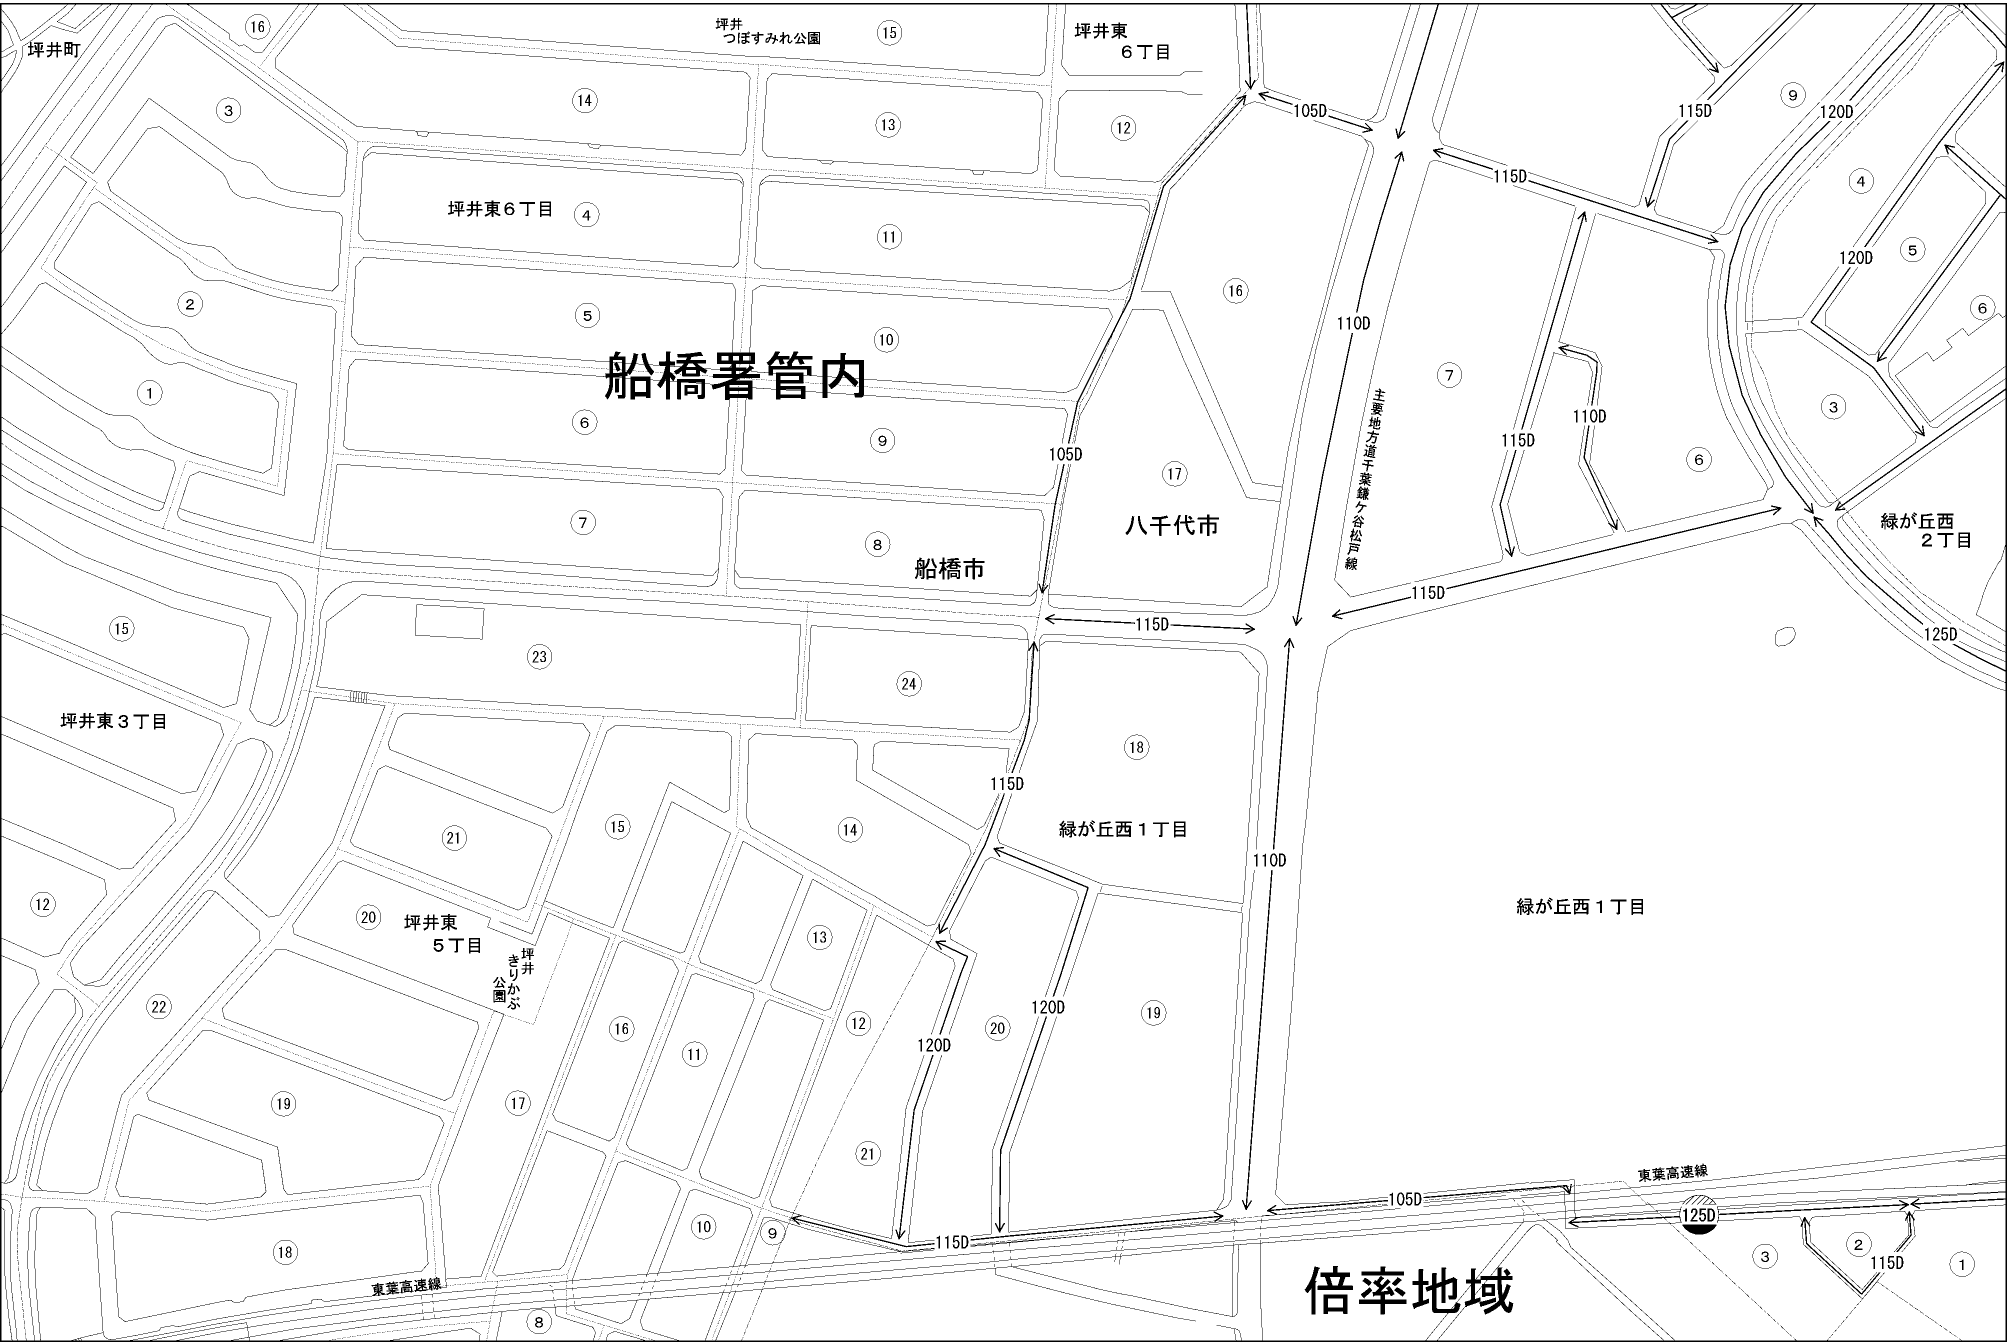 坪井町
16
坪井
つぼすみれ公園
15
坪井東
６丁目
3
14
13
12
105D
115D
9
120D
115D
4
坪井東６丁目
4
11
16
5
120D
2
5
10
110D
6
船橋署管内
主要地方道千葉鎌ケ谷松戸線
7
1
6
9
105D
17
115D
110D
6
3
7
8
船橋市
八千代市
緑が丘西
２丁目
115D
15
115D
125D
23
24
坪井東３丁目
18
115D
21
15
14
緑が丘西１丁目
110D
12
20
坪井東
５丁目
13
緑が丘西１丁目
坪井
きりかぶ
公園
22
16
11
12
120D
20
120D
19
19
17
21
東葉高速線
105D
125D
18
10
9
115D
3
2
115D
1
東葉高速線
倍率地域
8